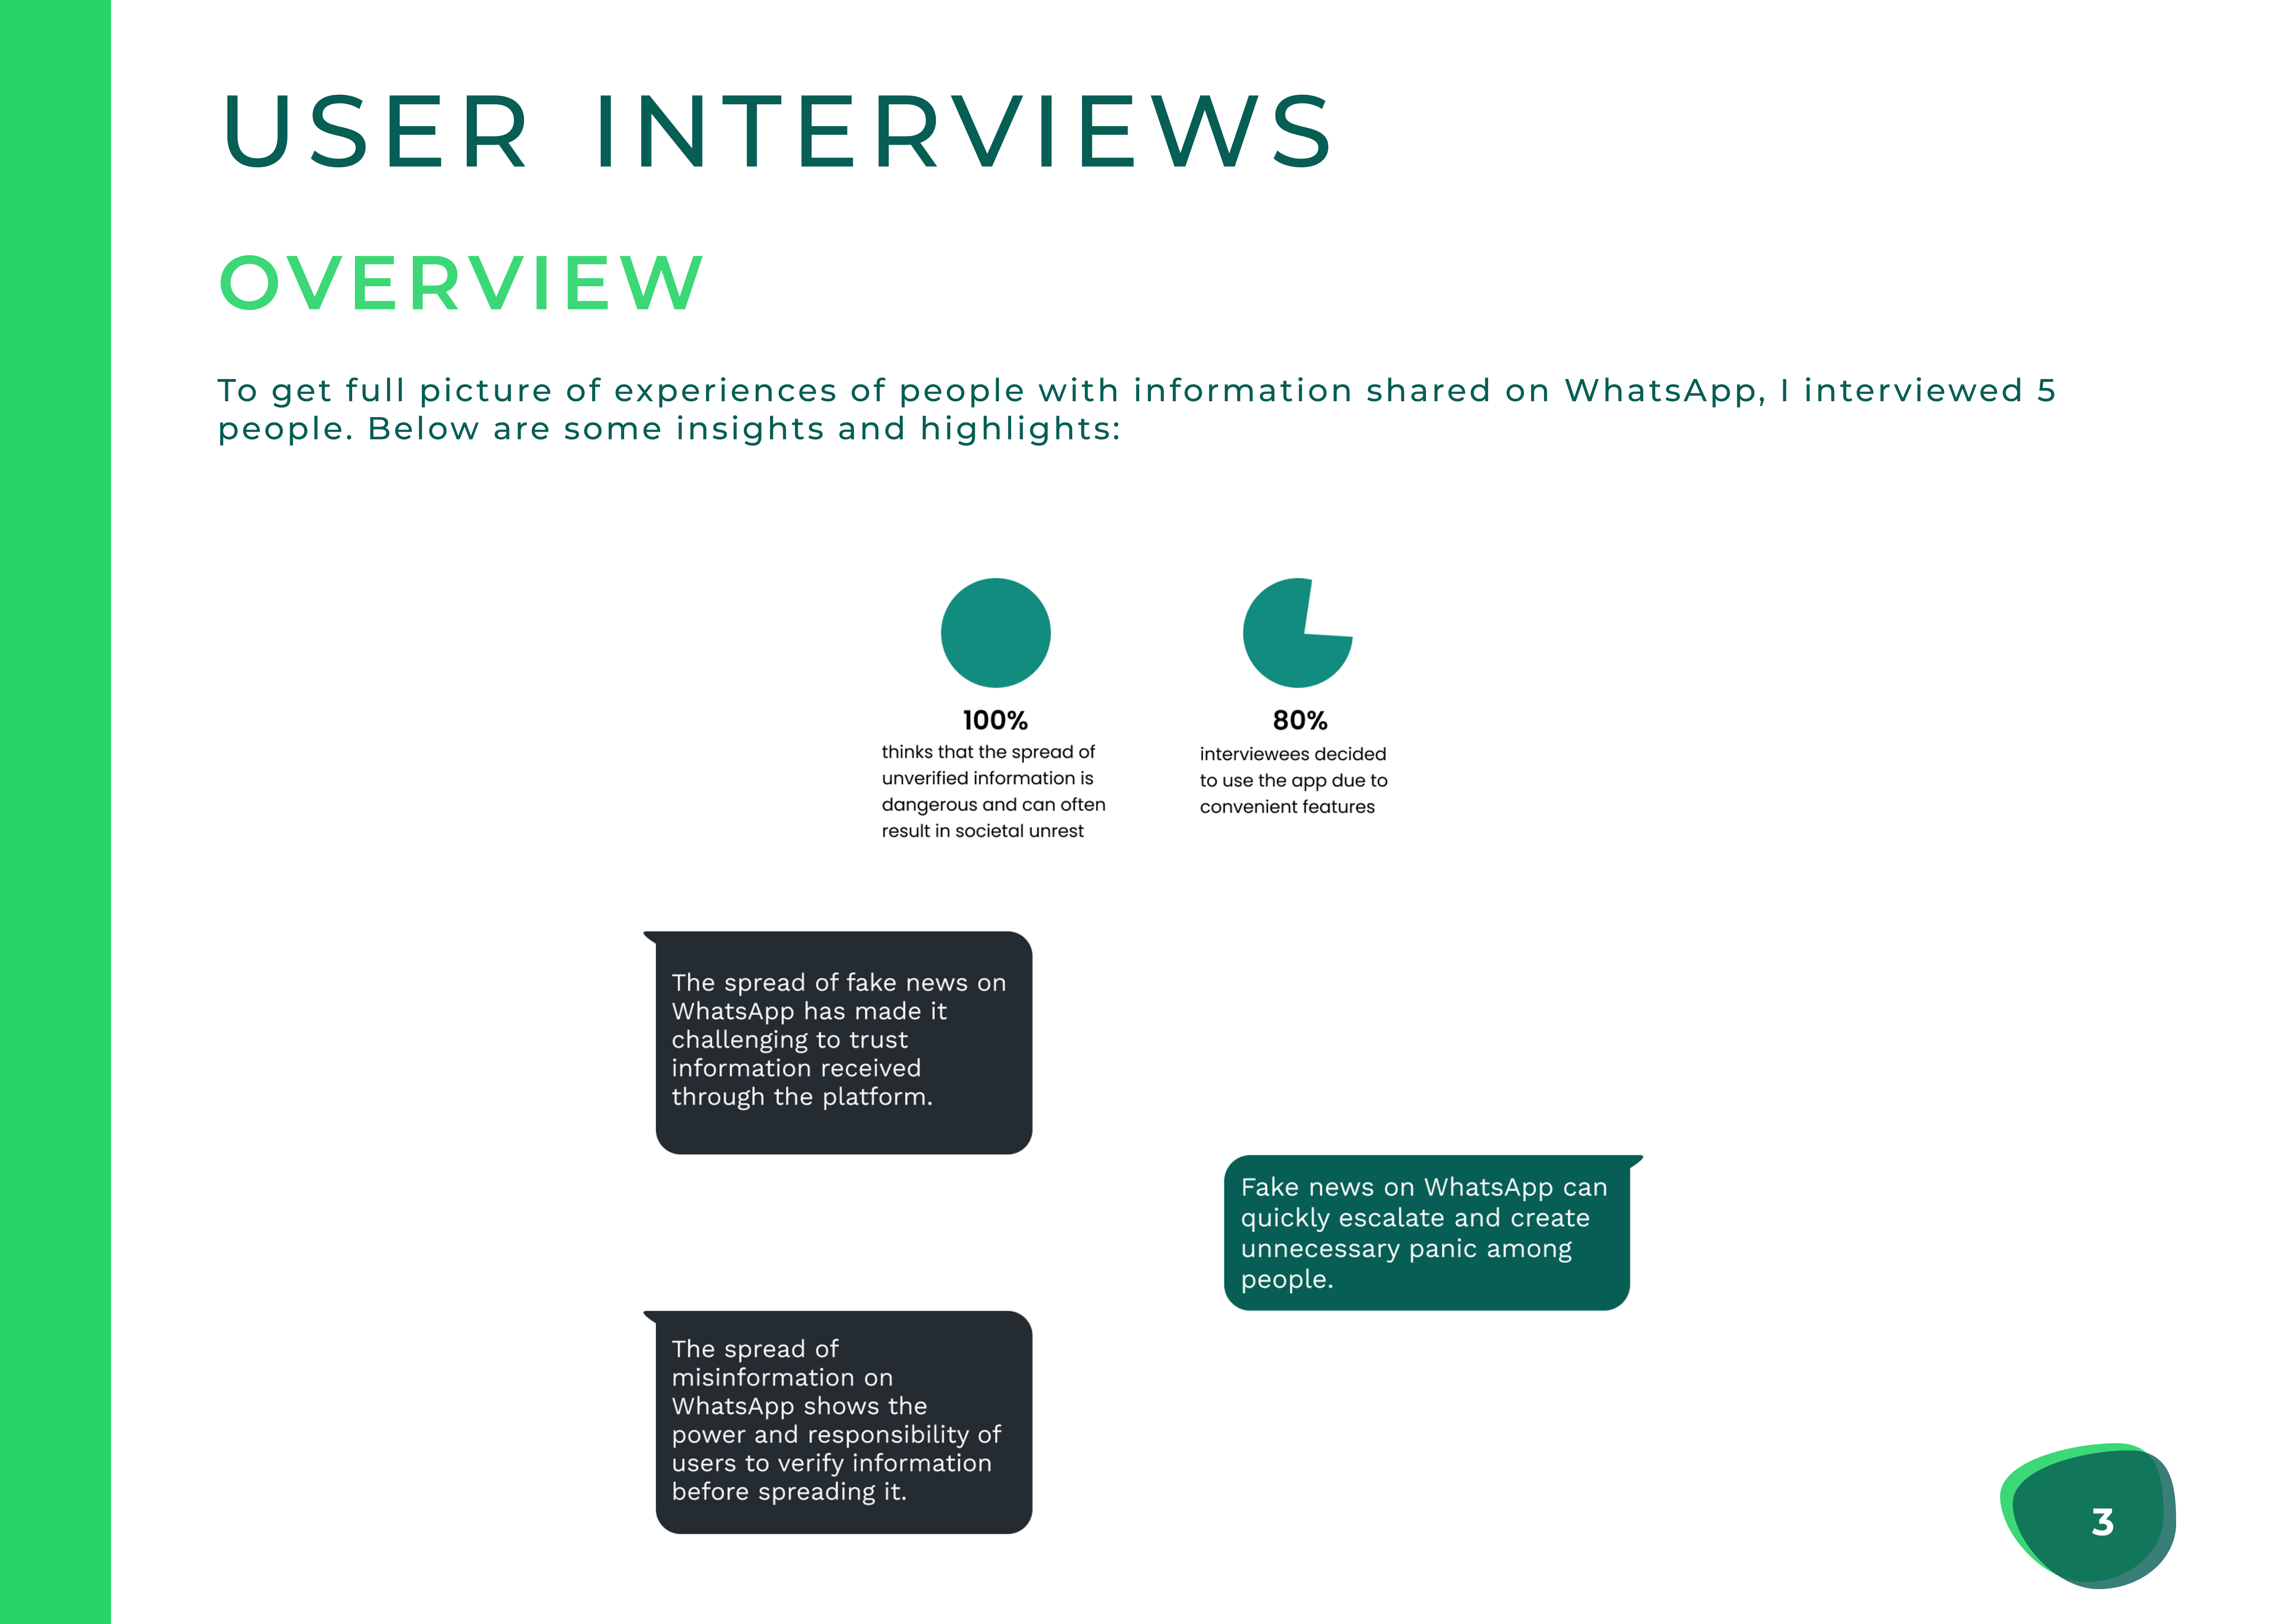 USER INTERVIEWS
OVERVIEW
To get full picture of experiences of people with information shared on WhatsApp, I interviewed 5
people. Below are some insights and highlights:
100%
thinks that the spread of
unverified information is
dangerous and can often
result in societal unrest
80%
interviewees decided
to use the app due to
convenient features
The spread of fake news on
WhatsApp has made it
challenging to trust
information received
through the platform.
Fake news on WhatsApp can
quickly escalate and create
unnecessary panic among
people.
The spread of
misinformation on
WhatsApp shows the
power and responsibility of
users to verify information
before spreading it.
3